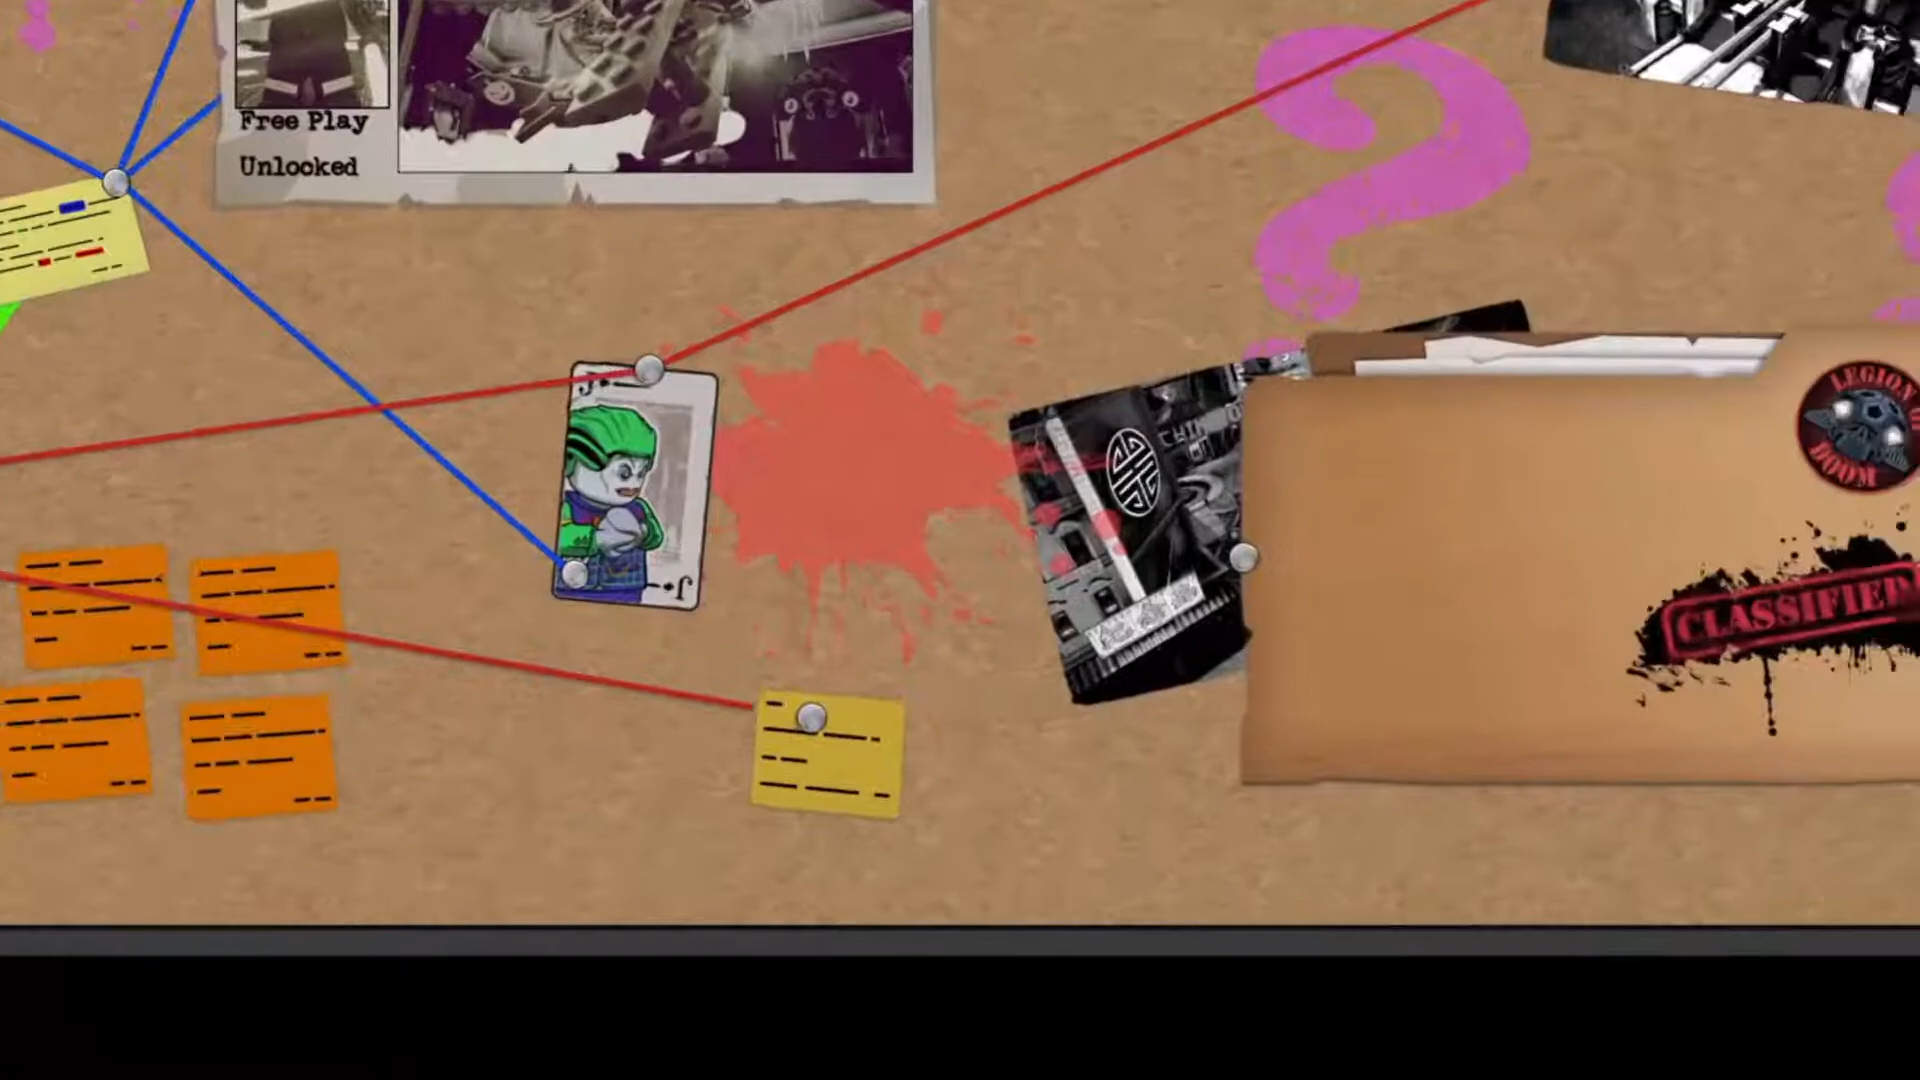 Free Play
Unlocked
J
LEGION OF
DOOM
CLASSIFIED
J